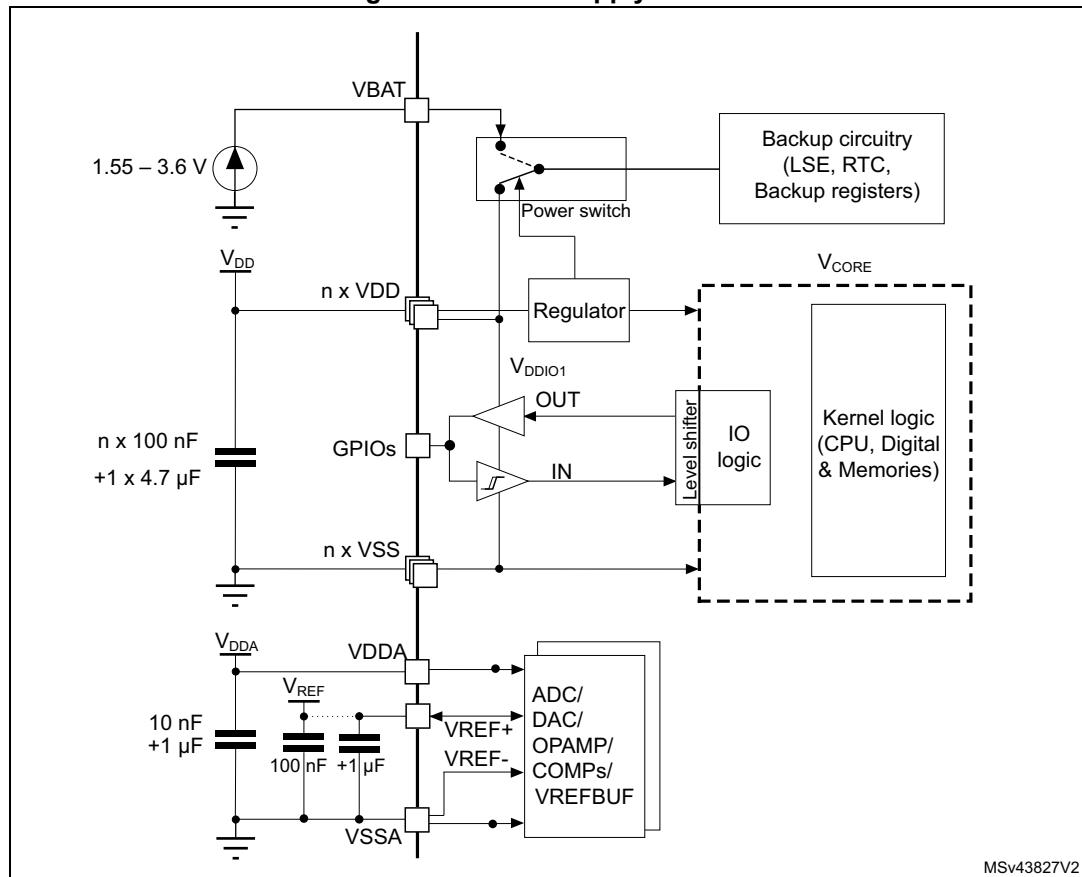 VBAT
1.55 – 3.6 V
Backup circuitry
(LSE, RTC,
Backup registers)
Power switch
VDD
n x VDD
Regulator
VCORE
VDDIO1
OUT
GPIOs
IN
Level shifter
IO
logic
Kernel logic
(CPU, Digital
& Memories)
n x 100 nF
+1 x 4.7 µF
n x VSS
VDDA
VDDA
VREF
10 nF
+1 µF
100 nF
+1 µF
VREF+
VREF-
ADC/
DAC/
OPAMP/
COMPs/
VREFBUF
VSSA
MSv43827V2